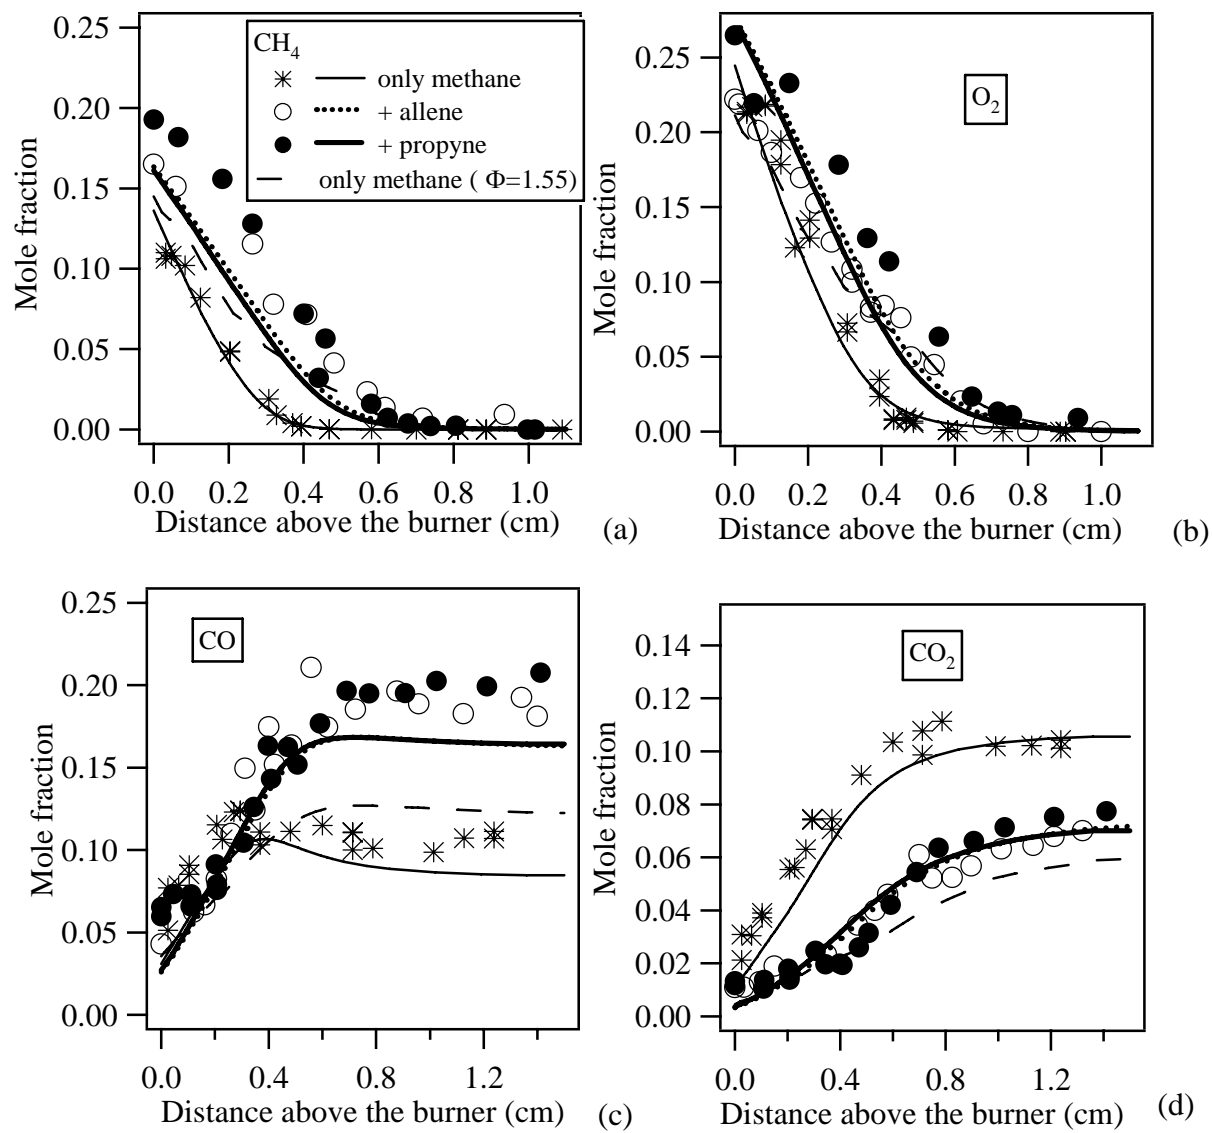 0.25
0.20
0.15
0.10
0.05
0.00
Mole fraction
CH4
only methane
+ allene
+ propyne
only methane ( Φ=1.55)
0.0 0.2 0.4 0.6 0.8 1.0
Distance above the burner (cm)
(a)
0.25
0.20
0.15
0.10
0.05
0.00
Mole fraction
O2
0.0 0.2 0.4 0.6 0.8 1.0
Distance above the burner (cm)
(b)
0.25
0.20
0.15
0.10
0.05
0.00
Mole fraction
CO
0.0 0.4 0.8 1.2
Distance above the burner (cm)
(c)
0.14
0.12
0.10
0.08
0.06
0.04
0.02
0.00
Mole fraction
CO2
0.0 0.4 0.8 1.2
Distance above the burner (cm)
(d)